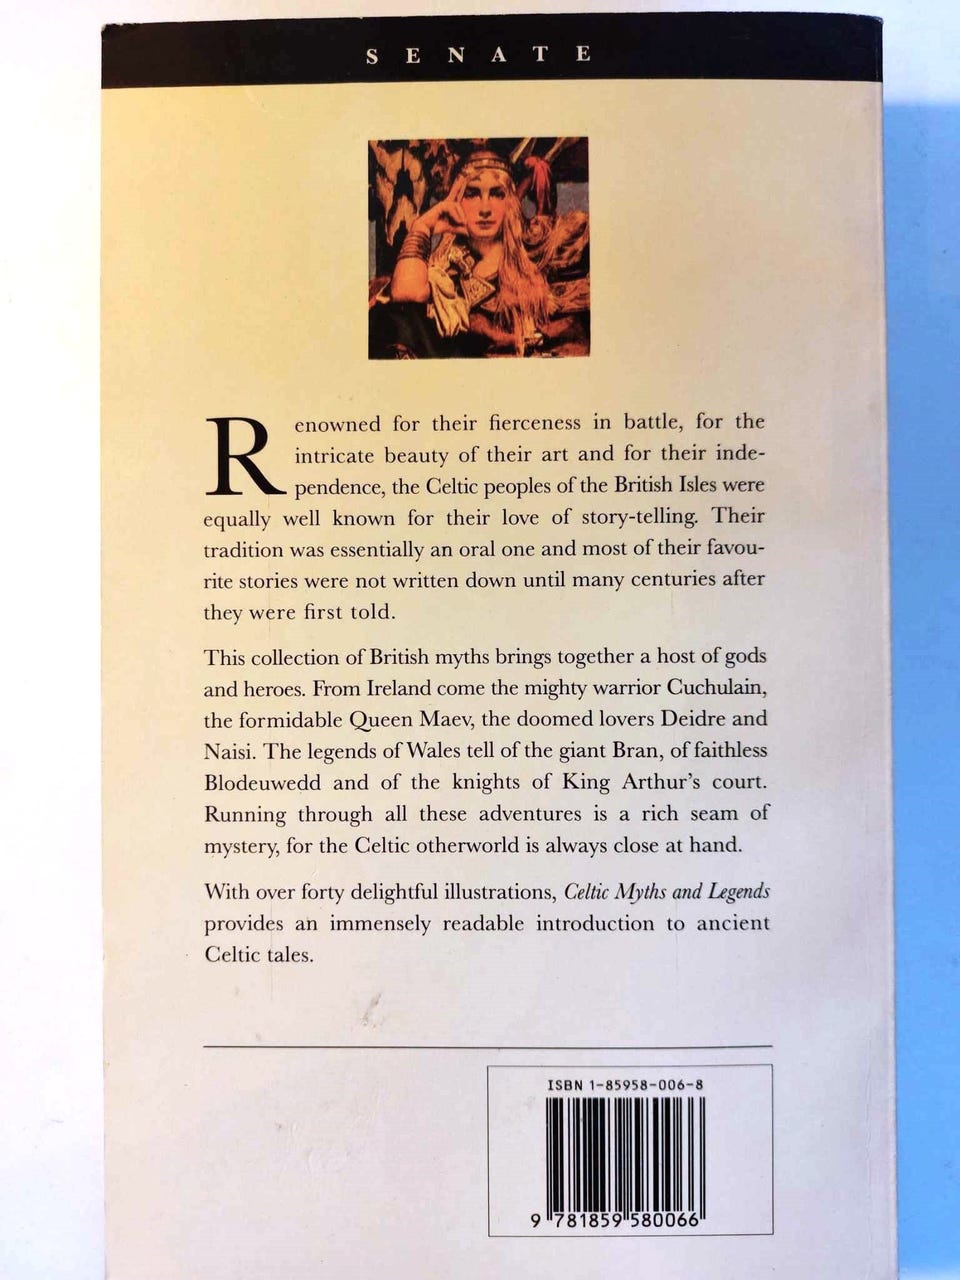 SENATE
Renowned for their fierceness in battle, for the
intricate beauty of their art and for their inde-
pendence, the Celtic peoples of the British Isles were
equally well known for their love of story-telling. Their
tradition was essentially an oral one and most of their favou-
rite stories were not written down until many centuries after
they were first told.
This collection of British myths brings together a host of gods
and heroes. From Ireland come the mighty warrior Cuchulain,
the formidable Queen Maev, the doomed lovers Deidre and
Naisi. The legends of Wales tell of the giant Bran, of faithless
Blodeuwedd and of the knights of King Arthur's court.
Running through all these adventures is a rich seam of
mystery, for the Celtic otherworld is always close at hand.
With over forty delightful illustrations, Celtic Myths and Legends
provides an immensely readable introduction to ancient
Celtic tales.
ISBN 1-85958-006-8
9 781859 580066